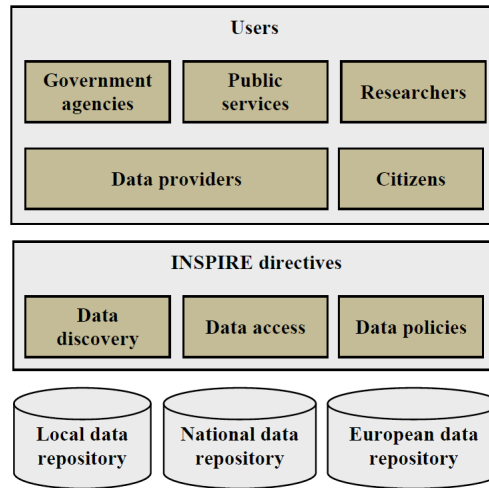 Users
Government
agencies
Public
services
Researchers
Data providers
Citizens
INSPIRE directives
Data
discovery
Data access
Data policies
Local data
repository
National data
repository
European data
repository